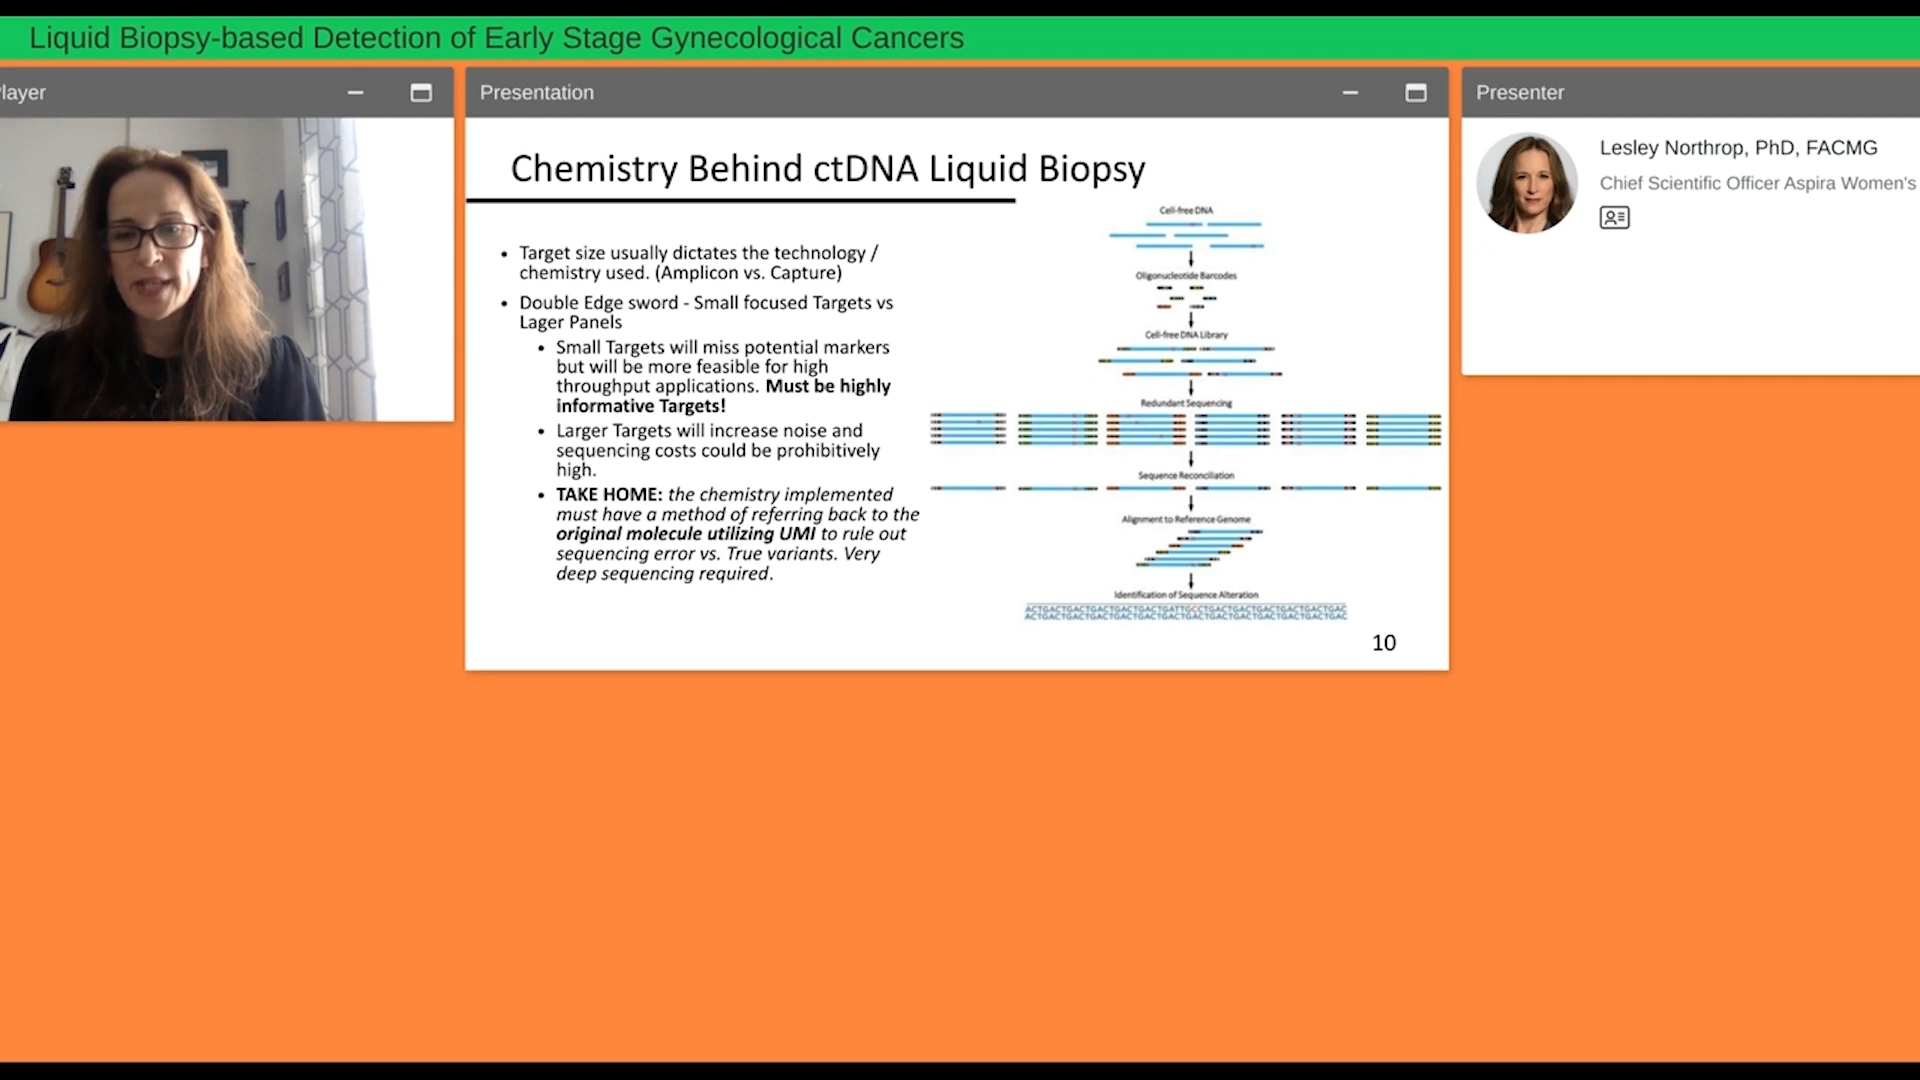 Liquid Biopsy-based Detection of Early Stage Gynecological Cancers
layer
Presentation
Presenter
Lesley Northrop, PhD, FACMG
Chief Scientific Officer Aspira Women's
Chemistry Behind ctDNA Liquid Biopsy
• Target size usually dictates the technology /
chemistry used. (Amplicon vs. Capture)
• Double Edge sword - Small focused Targets vs
Lager Panels
• Small Targets will miss potential markers
but will be more feasible for high
throughput applications. Must be highly
informative Targets!
• Larger Targets will increase noise and
sequencing costs could be prohibitively
high.
• TAKE HOME: the chemistry implemented
must have a method of referring back to the
original molecule utilizing UMI to rule out
sequencing error vs. True variants. Very
deep sequencing required.
Cell-free DNA
Oligonucleotide Barcodes
Cell-free DNA Library
Redundant Sequencing
Sequence Reconciliation
Alignment to Reference Genome
Identification of Sequence Alteration
ACTGACTGACTGACTGACTGACTGATTGCCTGACTGACTGACTGACTGAC
ACTGACTGACTGACTGACTGACTGACTGACTGACTGACTGACTGACTGAC
10